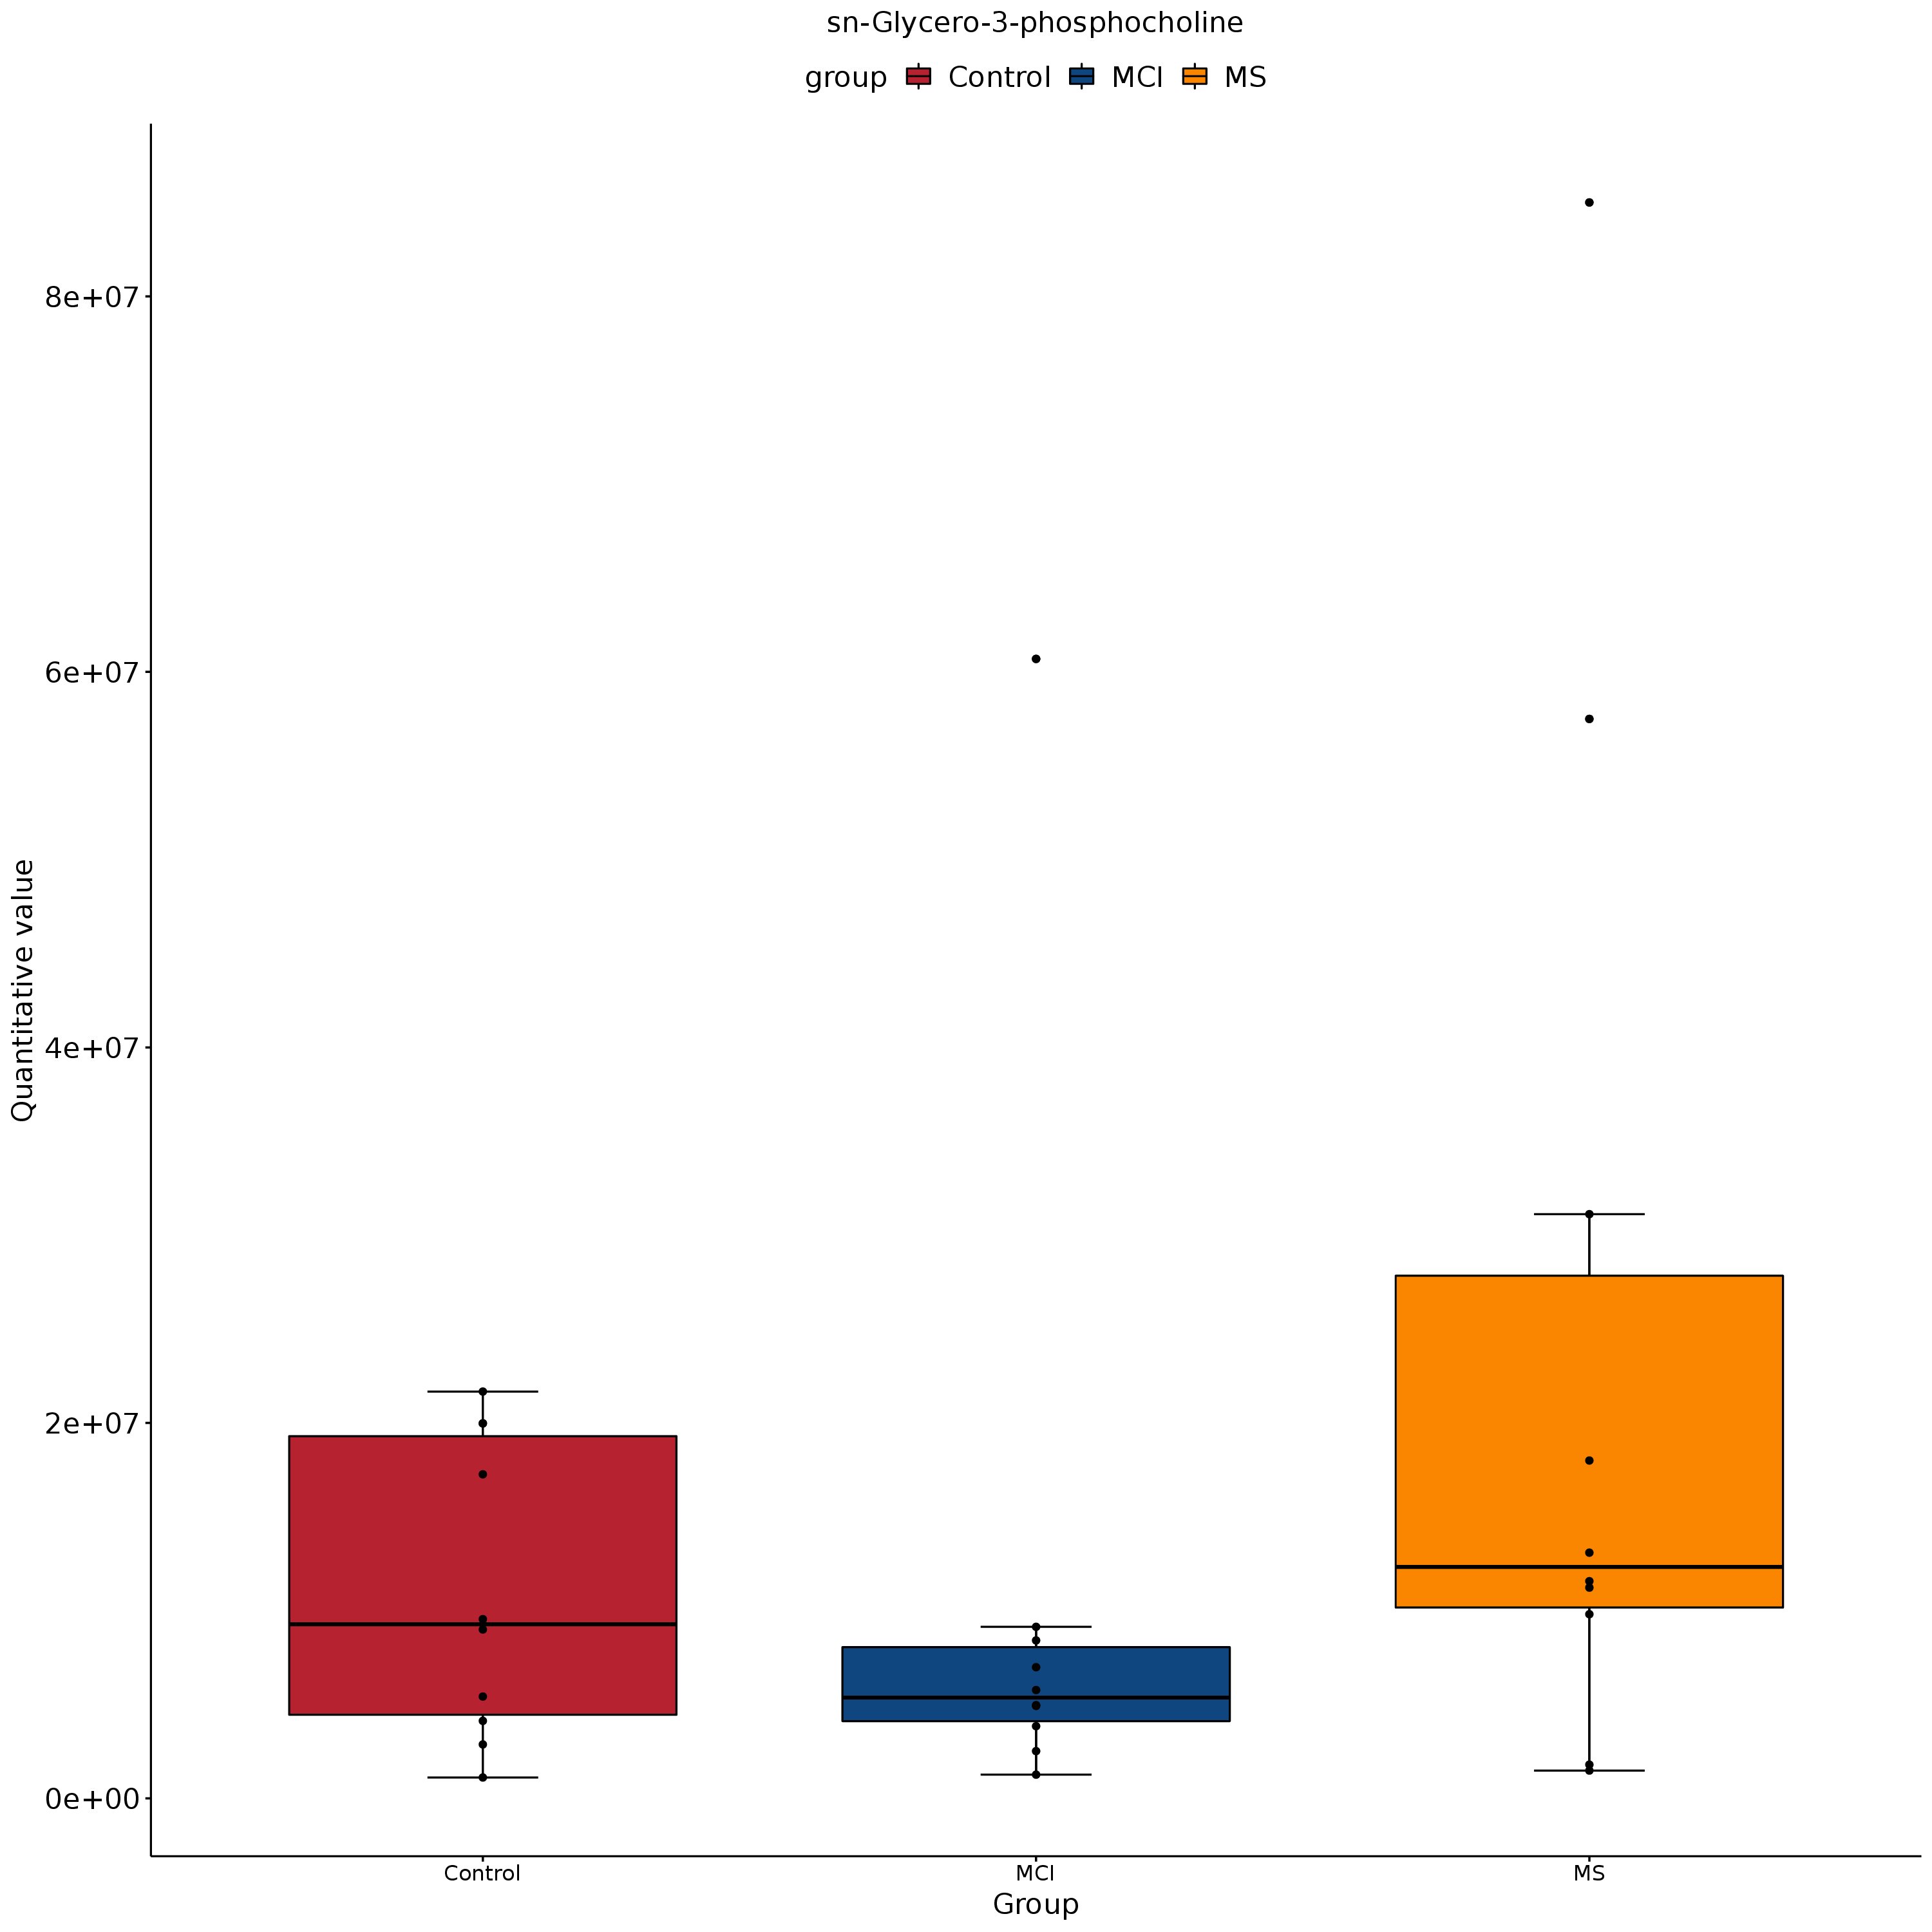 sn-Glycero-3-phosphocholine
group Control MCI MS
Quantitative value
8e+07
6e+07
4e+07
2e+07
0e+00
Control MCI MS
Group